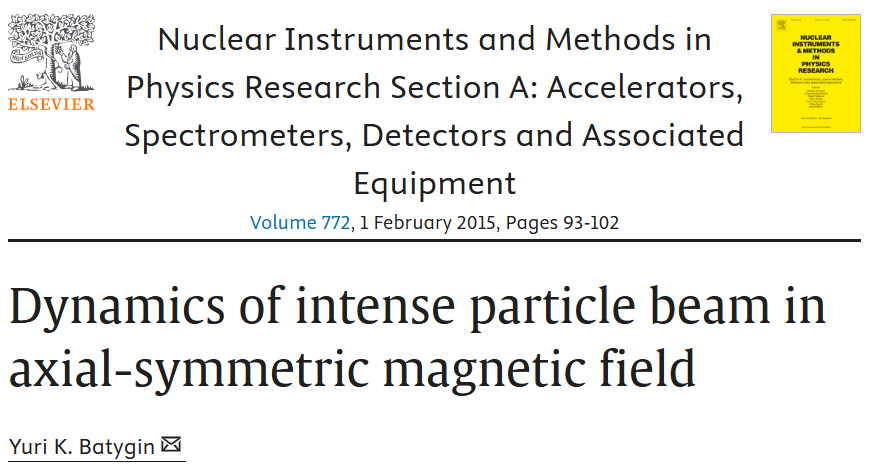 Nuclear Instruments and Methods in
Physics Research Section A: Accelerators,
Spectrometers, Detectors and Associated
Equipment
ELSEVIER
NUCLEAR
INSTRUMENTS
& METHODS
IN
PHYSICS
RESEARCH
Volume 772, 1 February 2015, Pages 93-102
Dynamics of intense particle beam in
axial-symmetric magnetic field
Yuri K. Batygin